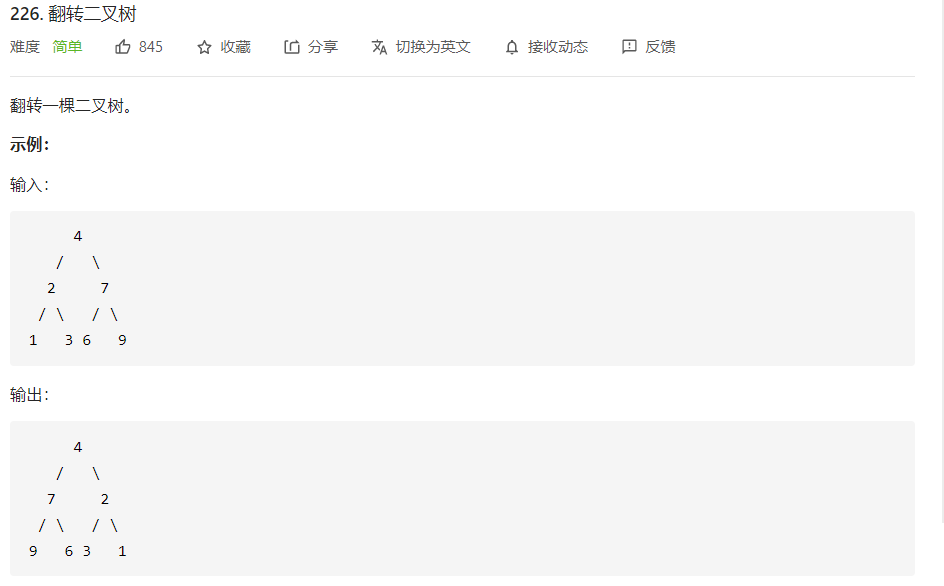 226. 翻转二叉树
难度 简单 845 收藏 分享 切换为英文 接收动态 反馈
翻转一棵二叉树。
示例：
输入：
4
/ \
2 7
/ \ / \
1 3 6 9
输出：
4
/ \
7 2
/ \ / \
9 6 3 1